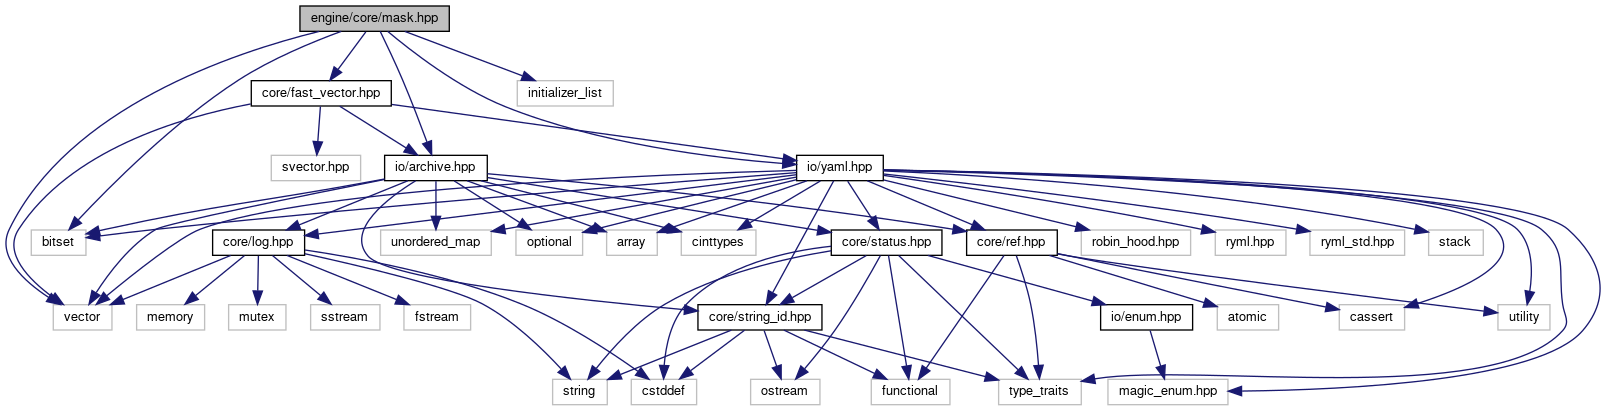 engine/core/mask.hpp
core/fast_vector.hpp
initializer_list
svector.hpp
io/archive.hpp
io/yaml.hpp
bitset
core/log.hpp
unordered_map
optional
array
cinttypes
core/status.hpp
core/ref.hpp
robin_hood.hpp
ryml.hpp
ryml_std.hpp
stack
vector
memory
mutex
sstream
fstream
core/string_id.hpp
io/enum.hpp
atomic
cassert
utility
string
cstddef
ostream
functional
type_traits
magic_enum.hpp